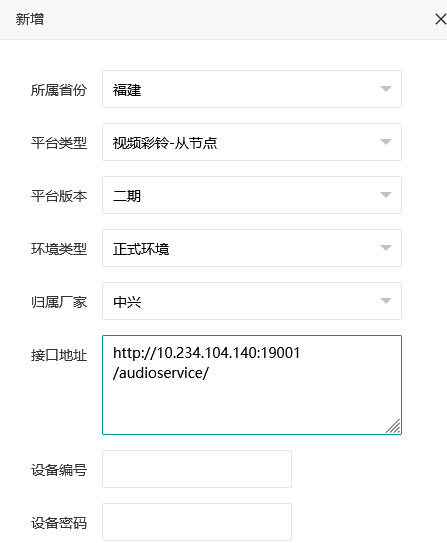 新增
所属省份 福建
平台类型 视频彩铃-从节点
平台版本 二期
环境类型 正式环境
归属厂家 中兴
接口地址 http://10.234.104.140:19001
/audioservice/
设备编号
设备密码